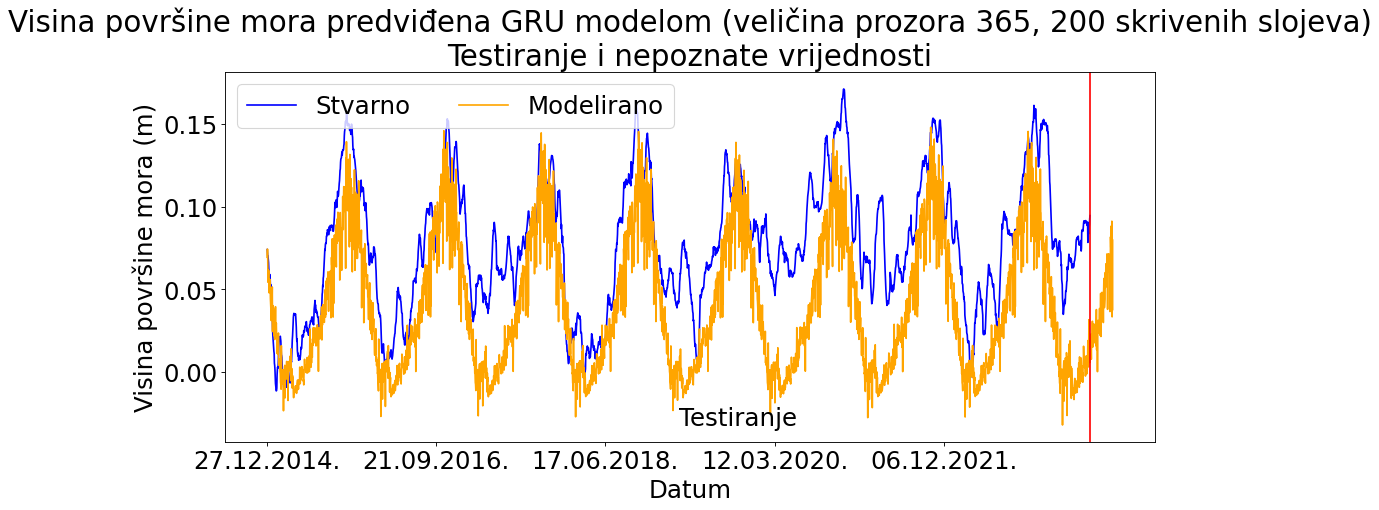 Visina površine mora predviđena GRU modelom (veličina prozora 365, 200 skrivenih slojeva)
Testiranje i nepoznate vrijednosti
Stvarno
Modelirano
Visina površine mora (m)
0.15
0.10
0.05
0.00
Testiranje
27.12.2014.
21.09.2016.
17.06.2018.
12.03.2020.
06.12.2021.
Datum